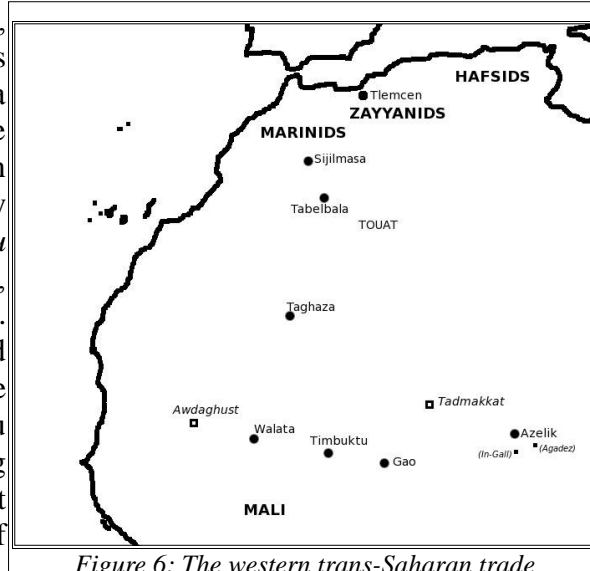 HAFSIDS
Tlemcen
ZAYYANIDS
MARINIDS
Sijilmasa
Tabelbala
TOUAT
Taghaza
Tadmakkat
Awdaghust
Walata
Azelik
Timbuktu
(Agadez)
(In-Gall)
Gao
MALI
Figure 6: The western trans-Saharan trade